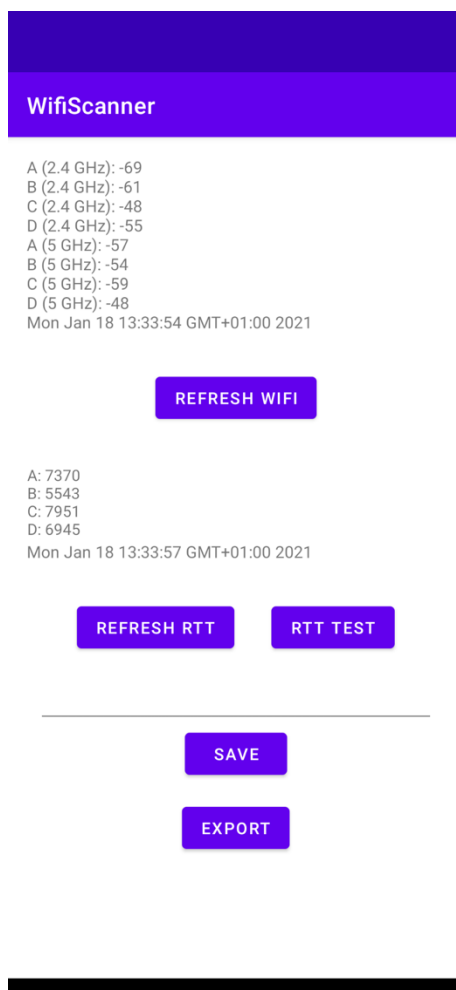 WifiScanner
A (2.4 GHz): -69
B (2.4 GHz): -61
C (2.4 GHz): -48
D (2.4 GHz): -55
A (5 GHz): -57
B (5 GHz): -54
C (5 GHz): -59
D (5 GHz): -48
Mon Jan 18 13:33:54 GMT+01:00 2021
REFRESH WIFI
A: 7370
B: 5543
C: 7951
D: 6945
Mon Jan 18 13:33:57 GMT+01:00 2021
REFRESH RTT RTT TEST
SAVE
EXPORT